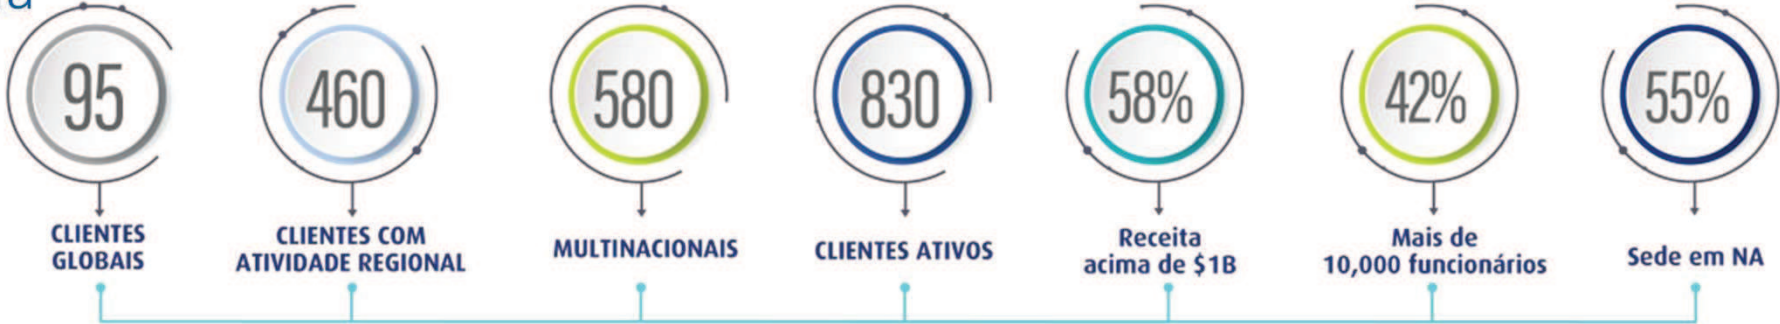 95
CLIENTES
GLOBAIS
460
CLIENTES COM
ATIVIDADE REGIONAL
580
MULTINACIONAIS
830
CLIENTES ATIVOS
58%
Receita
acima de $1B
42%
Mais de
10,000 funcionários
55%
Sede em NA